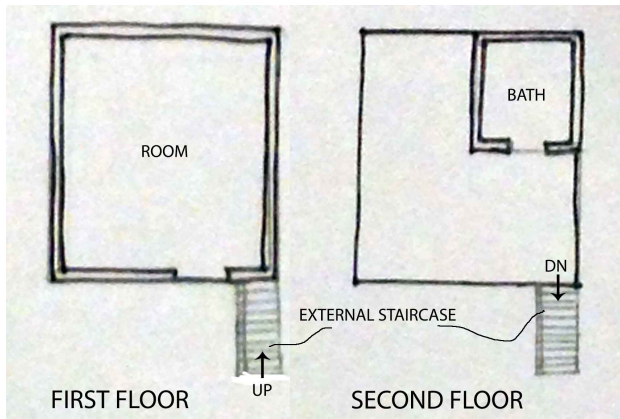 ROOM
BATH
DN
EXTERNAL STAIRCASE
UP
FIRST FLOOR
SECOND FLOOR